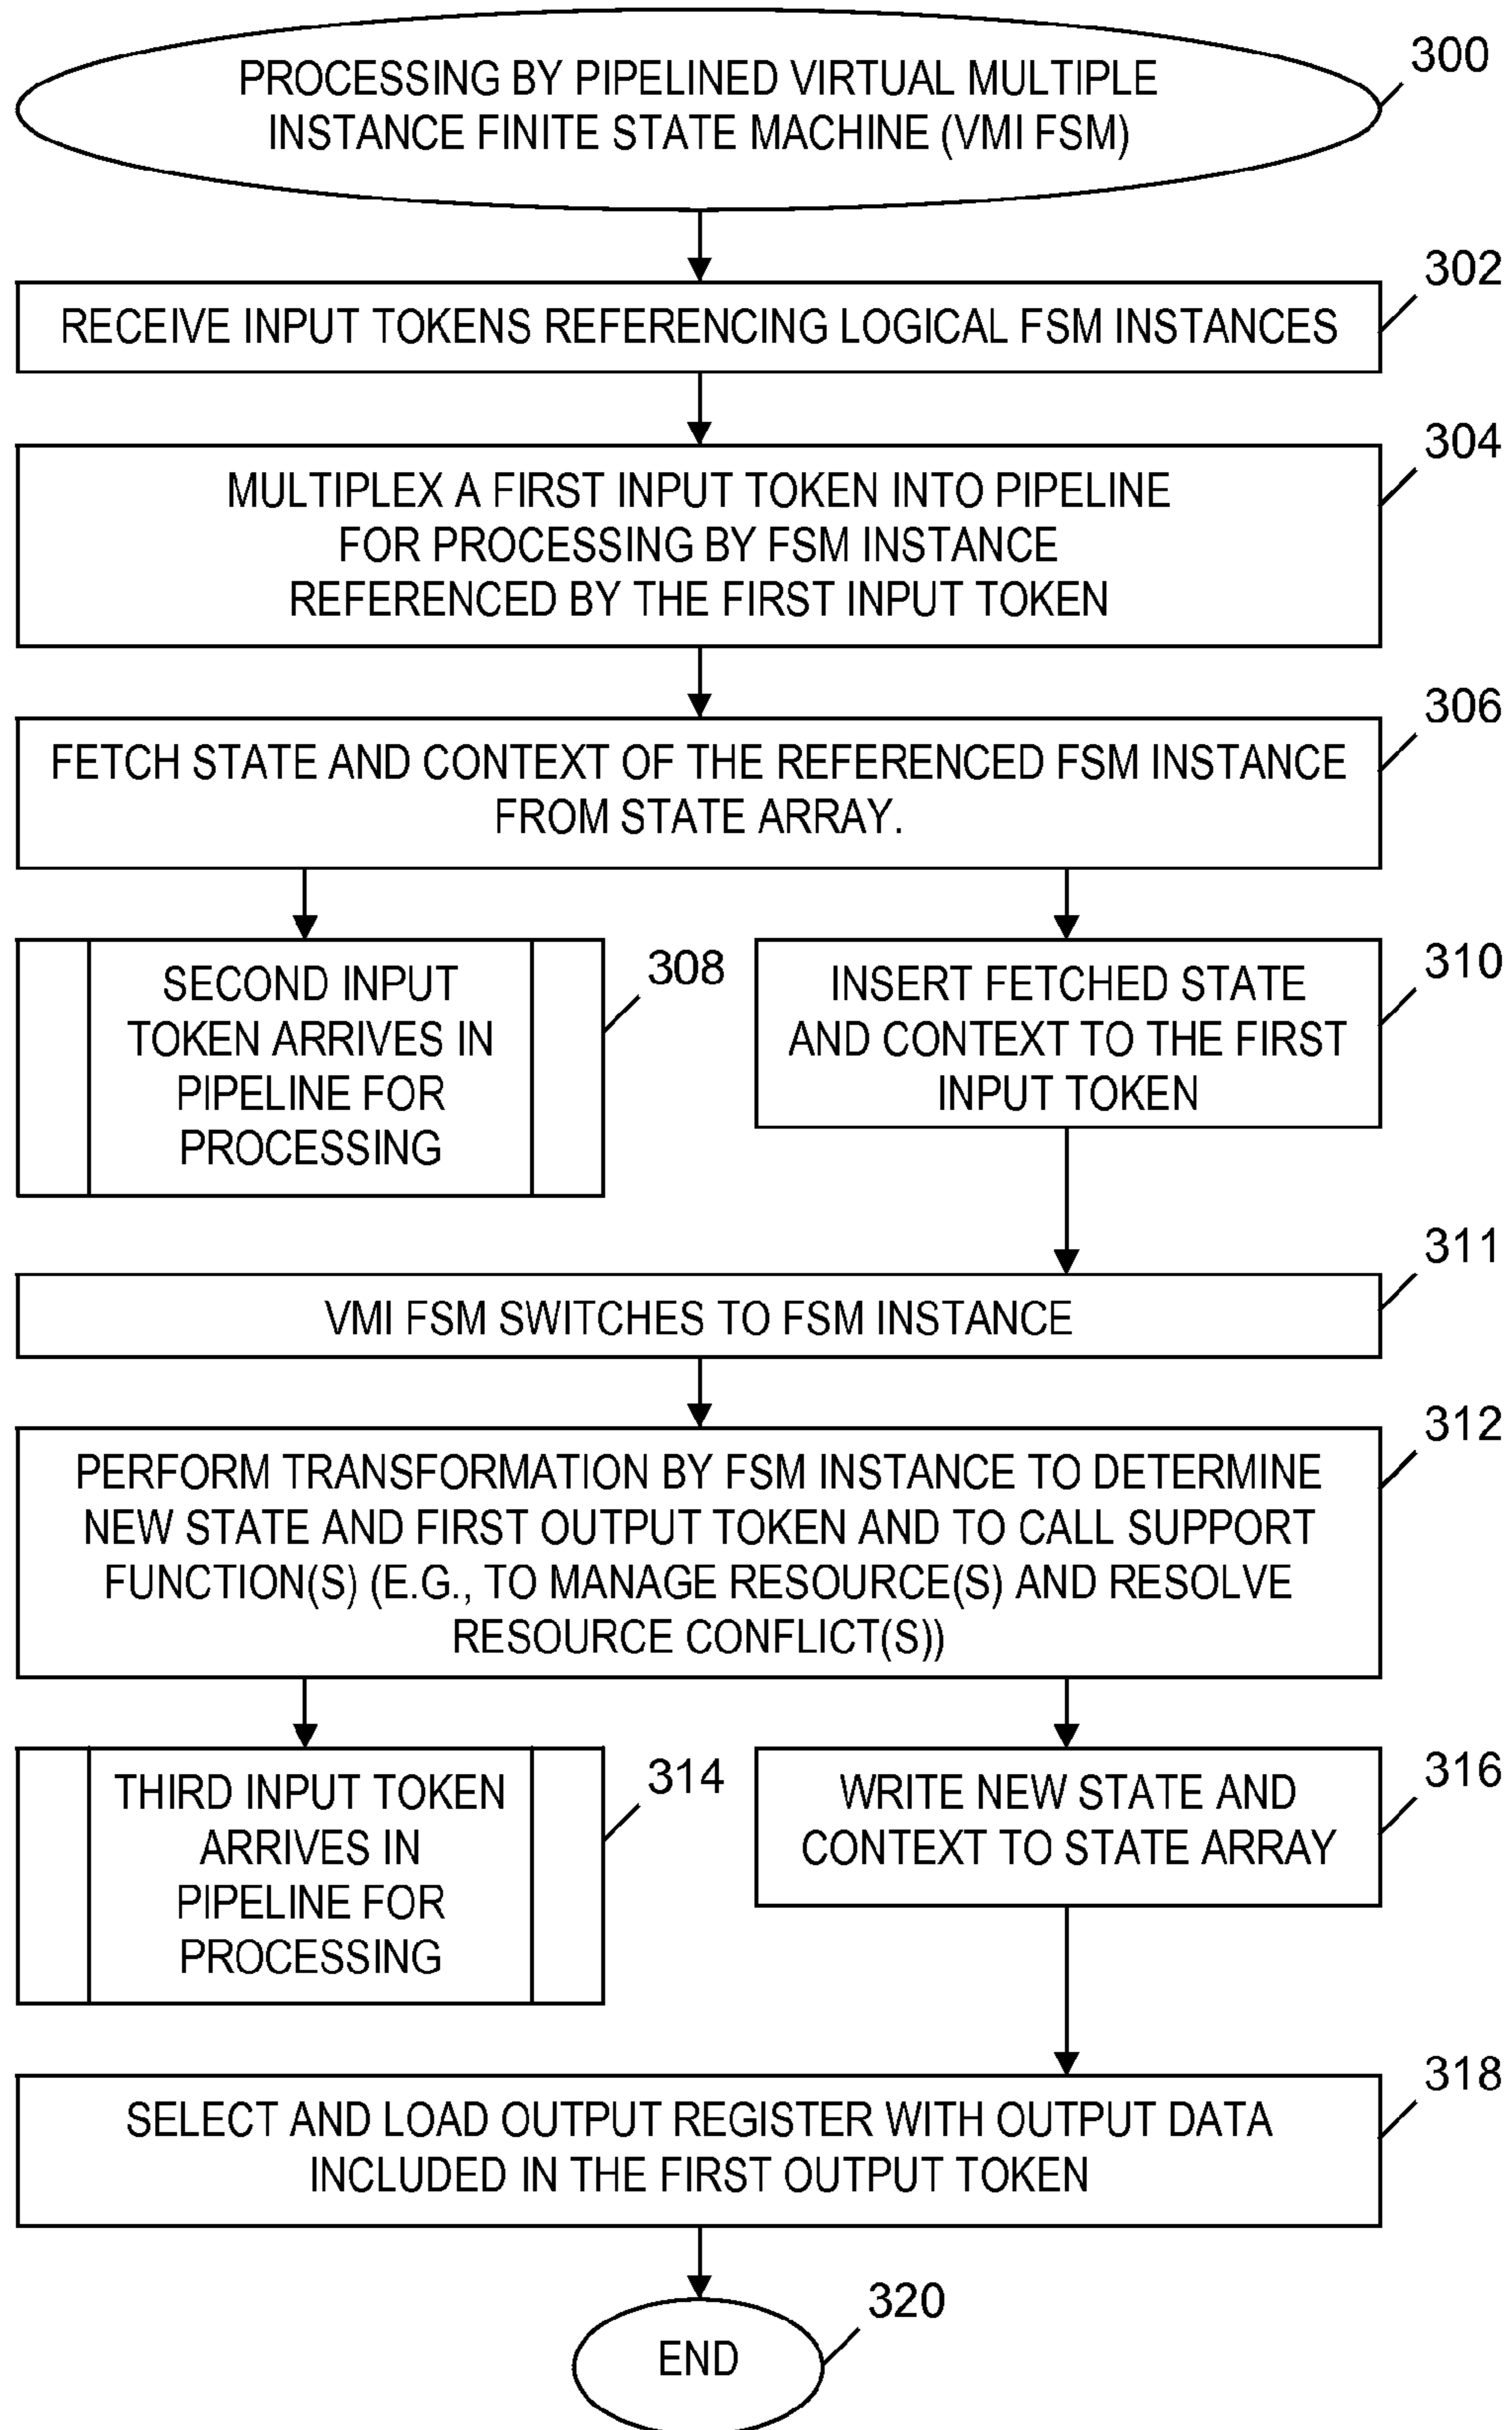 PROCESSING BY PIPELINED VIRTUAL MULTIPLE
INSTANCE FINITE STATE MACHINE (VMI FSM)
300
302
RECEIVE INPUT TOKENS REFERENCING LOGICAL FSM INSTANCES
304
MULTIPLEX A FIRST INPUT TOKEN INTO PIPELINE
FOR PROCESSING BY FSM INSTANCE
REFERENCED BY THE FIRST INPUT TOKEN
306
FETCH STATE AND CONTEXT OF THE REFERENCED FSM INSTANCE
FROM STATE ARRAY.
308
SECOND INPUT
TOKEN ARRIVES IN
PIPELINE FOR
PROCESSING
310
INSERT FETCHED STATE
AND CONTEXT TO THE FIRST
INPUT TOKEN
311
VMI FSM SWITCHES TO FSM INSTANCE
312
PERFORM TRANSFORMATION BY FSM INSTANCE TO DETERMINE
NEW STATE AND FIRST OUTPUT TOKEN AND TO CALL SUPPORT
FUNCTION(S) (E.G., TO MANAGE RESOURCE(S) AND RESOLVE
RESOURCE CONFLICT(S))
314
THIRD INPUT TOKEN
ARRIVES IN
PIPELINE FOR
PROCESSING
316
WRITE NEW STATE AND
CONTEXT TO STATE ARRAY
318
SELECT AND LOAD OUTPUT REGISTER WITH OUTPUT DATA
INCLUDED IN THE FIRST OUTPUT TOKEN
320
END